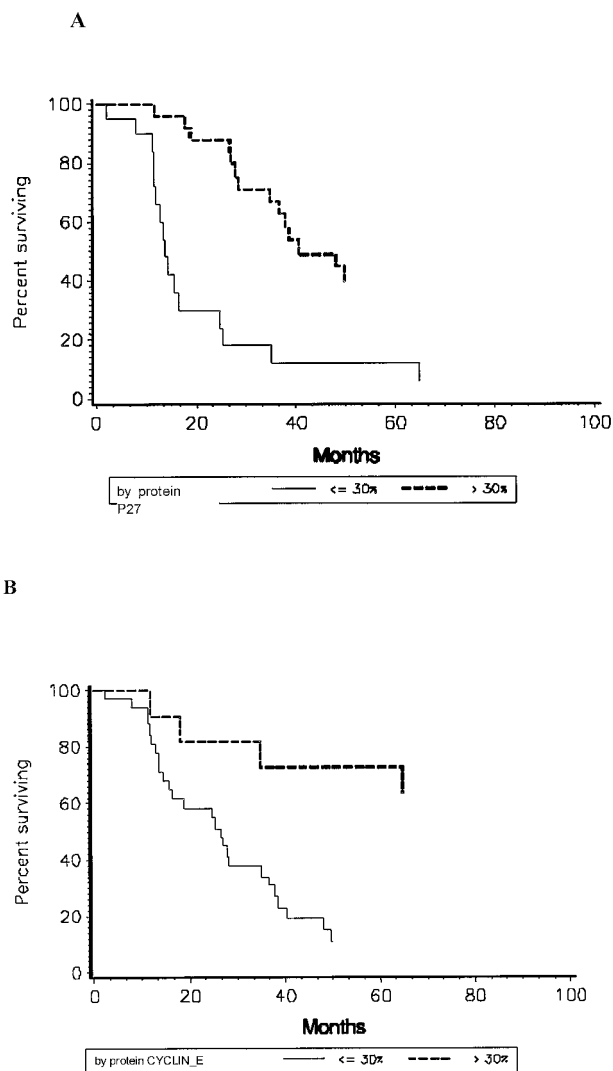 A
100
80
60
40
20
0
Percent surviving
0 20 40 60 80 100
Months
by protein
P27
<= 30% > 30%
B
100
80
60
40
20
0
Percent surviving
0 20 40 60 80 100
Months
by protein CYCLIN_E <= 30% > 30%